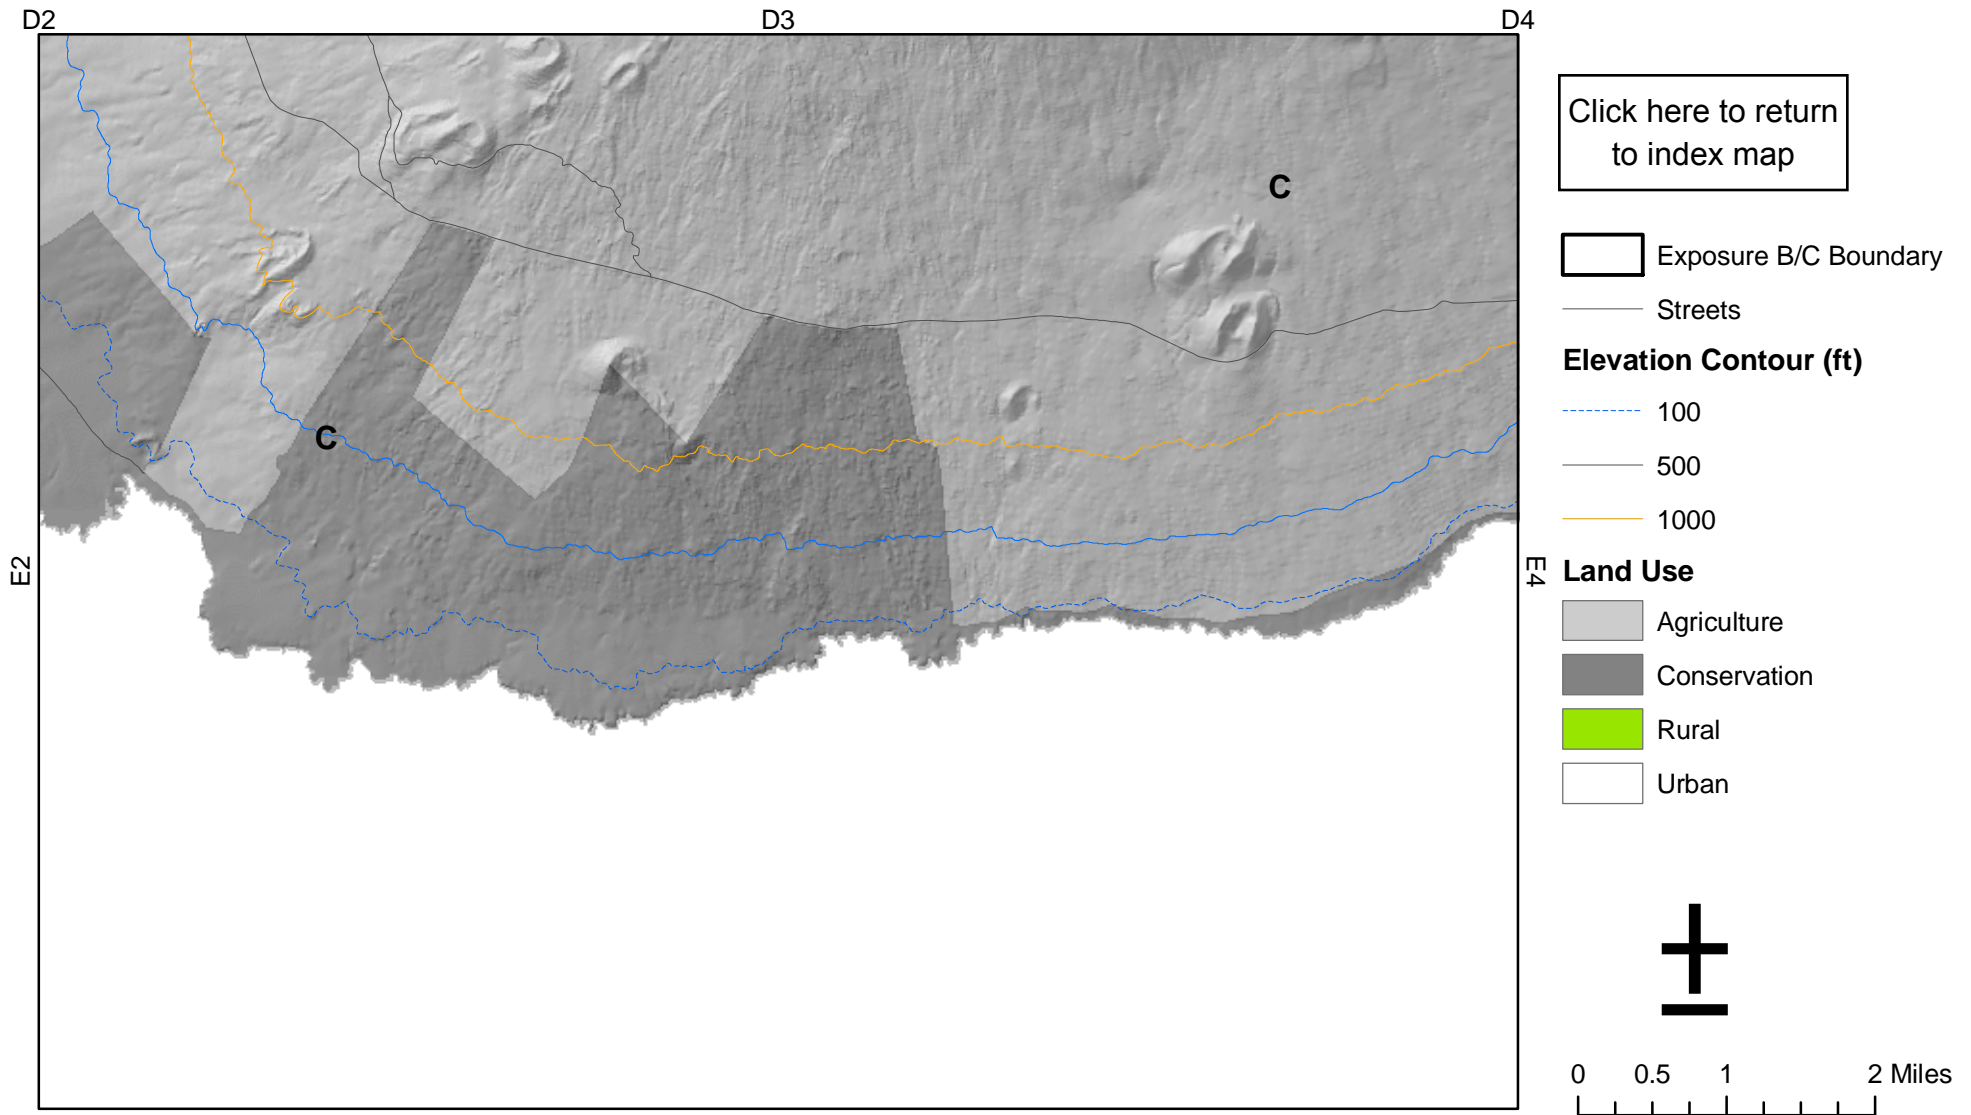 D2
D3
D4
C
C
E2
E4
Click here to return
to index map
Exposure B/C Boundary
Streets
Elevation Contour (ft)
100
500
1000
Land Use
Agriculture
Conservation
Rural
Urban
0 0.5 1 2 Miles